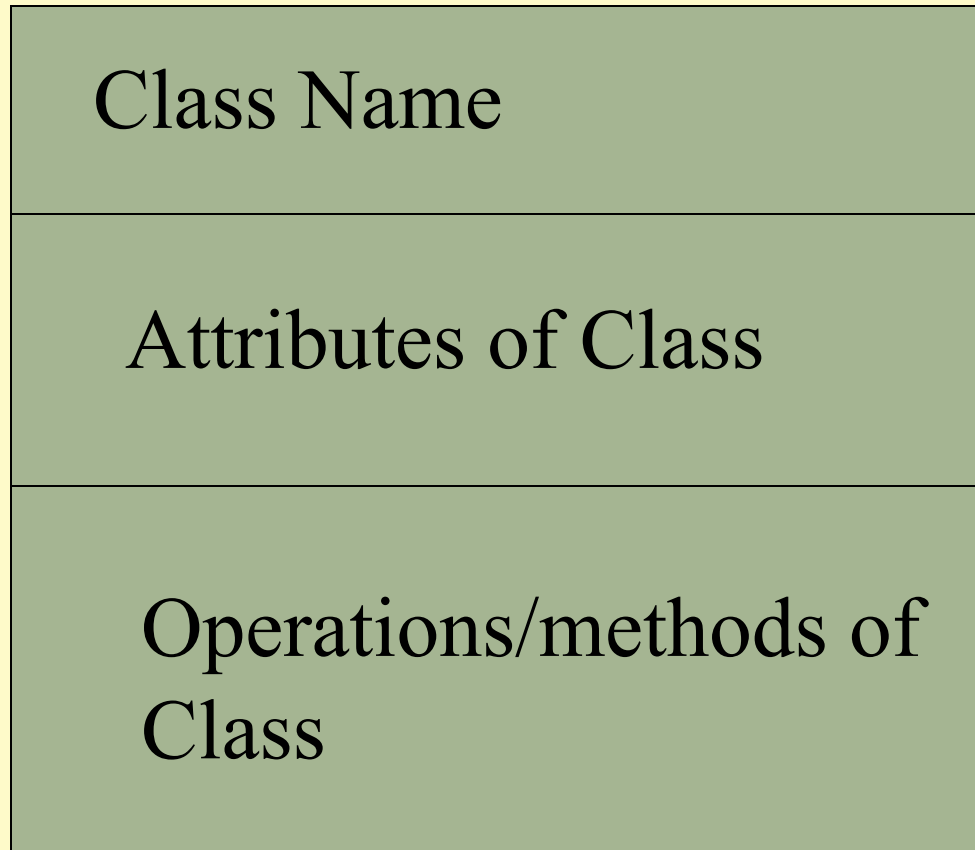 Class Name
Attributes of Class
Operations/methods of
Class